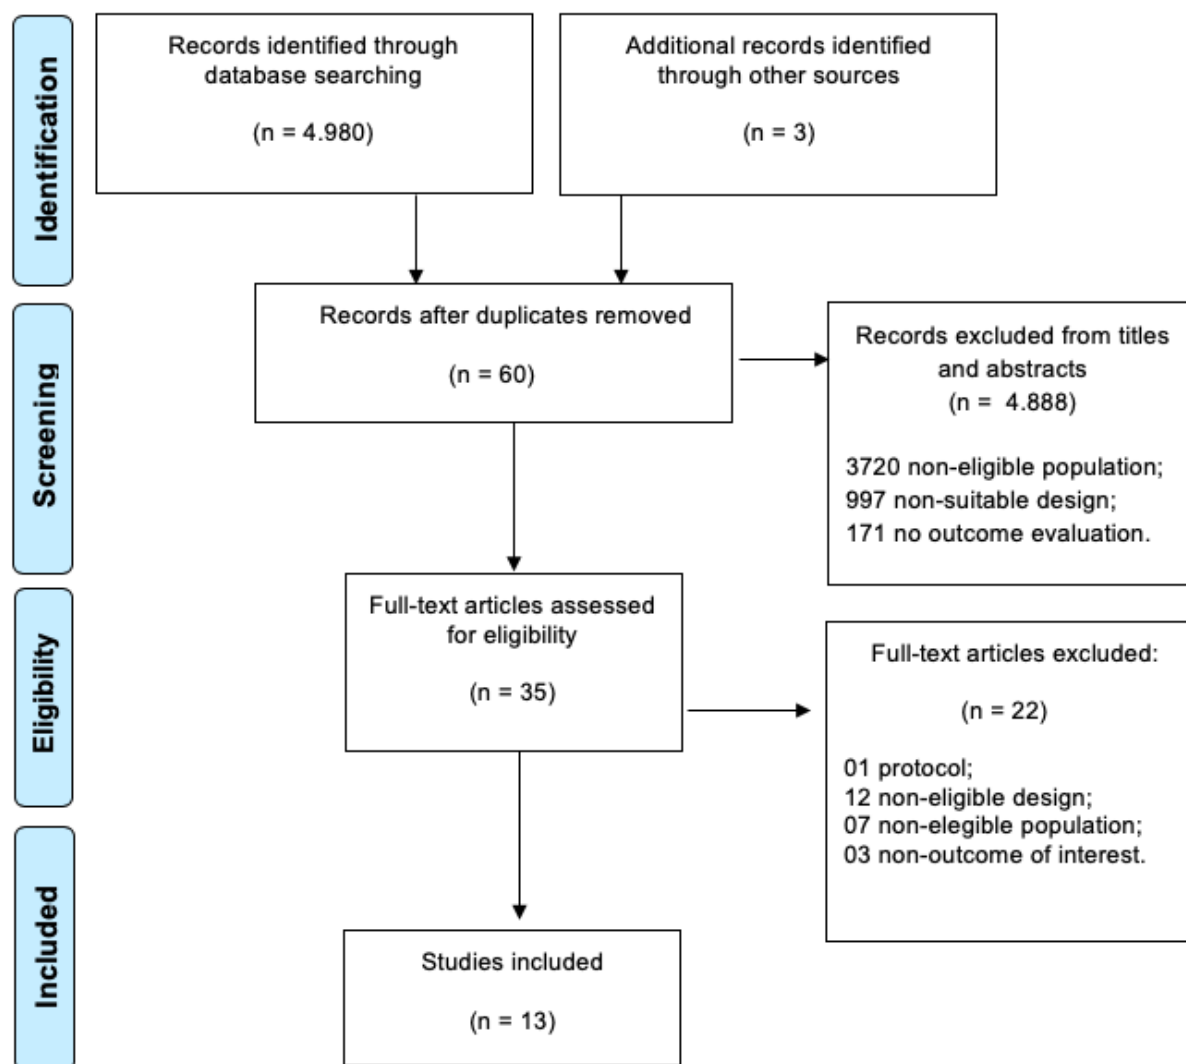 Identification
Records identified through
database searching
(n = 4.980)
Additional records identified
through other sources
(n = 3)
Screening
Records after duplicates removed
(n = 60)
Records excluded from titles
and abstracts
(n = 4.888)
3720 non-eligible population;
997 non-suitable design;
171 no outcome evaluation.
Eligibility
Full-text articles assessed
for eligibility
(n = 35)
Full-text articles excluded:
(n = 22)
01 protocol;
12 non-eligible design;
07 non-elegible population;
03 non-outcome of interest.
Included
Studies included
(n = 13)